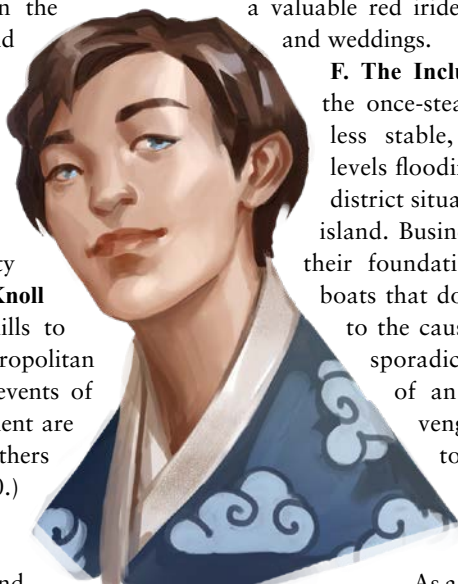 n the
nd
ty
Knoll
ills to
ropolitan
events of
ent are
thers
0.)
nd
a valuable red iride
and weddings.
F. The Inclu
the once-stea
less stable,
levels floodi
district situa
island. Busin
their foundati
boats that do
to the caus
sporadic
of an
veng
to
As a